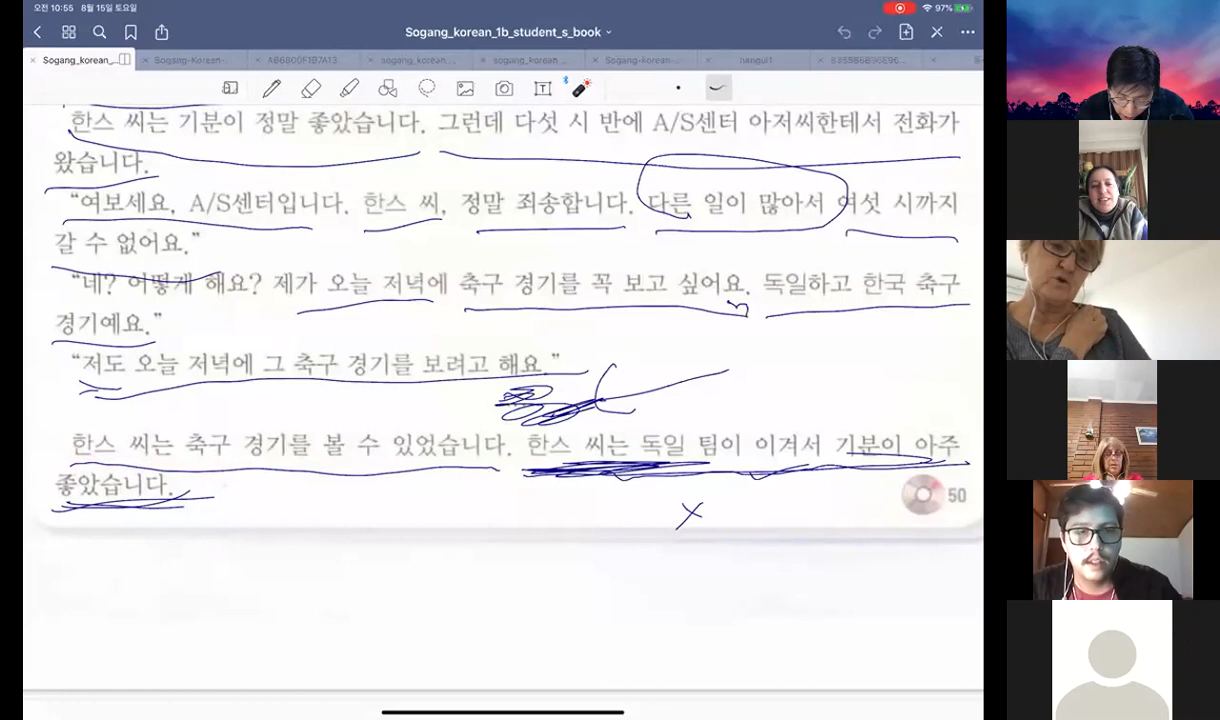 오전 10:55 8월 15일 토요일
97%
Sogang_korean_1b_student_s_book
Sogang_korean_... Sogang-Korean- AB6800F1B7A13 sogang_korean_ sogang_korean_ Sogang-korean- hangul1
한스 씨는 기분이 정말 좋았습니다. 그런데 다섯 시 반에 A/S센터 아저씨한테서 전화가
왔습니다.
“여보세요, A/S센터입니다. 한스 씨, 정말 죄송합니다. 다른 일이 많아서 여섯 시까지
갈 수 없어요.”
“네? 어떻게 해요? 제가 오늘 저녁에 축구 경기를 꼭 보고 싶어요. 독일하고 한국 축구
경기예요.”
“저도 오늘 저녁에 그 축구 경기를 보려고 해요.”
한스 씨는 축구 경기를 볼 수 있었습니다. 한스 씨는 독일 팀이 이겨서 기분이 아주
좋았습니다.
50